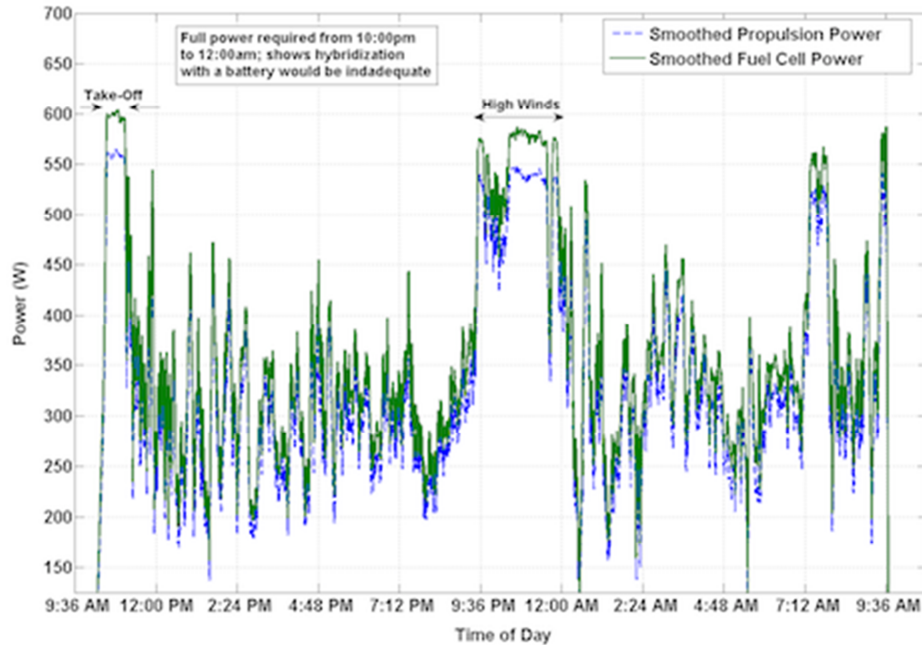 700
650
600
550
500
450
400
350
300
250
200
150
Power (W)
Full power required from 10:00pm
to 12:00am; shows hybridization
with a battery would be indadequate
Smoothed Propulsion Power
Smoothed Fuel Cell Power
Take-Off
High Winds
9:36 AM 12:00 PM 2:24 PM 4:48 PM 7:12 PM 9:36 PM 12:00 AM 2:24 AM 4:48 AM 7:12 AM 9:36 AM
Time of Day